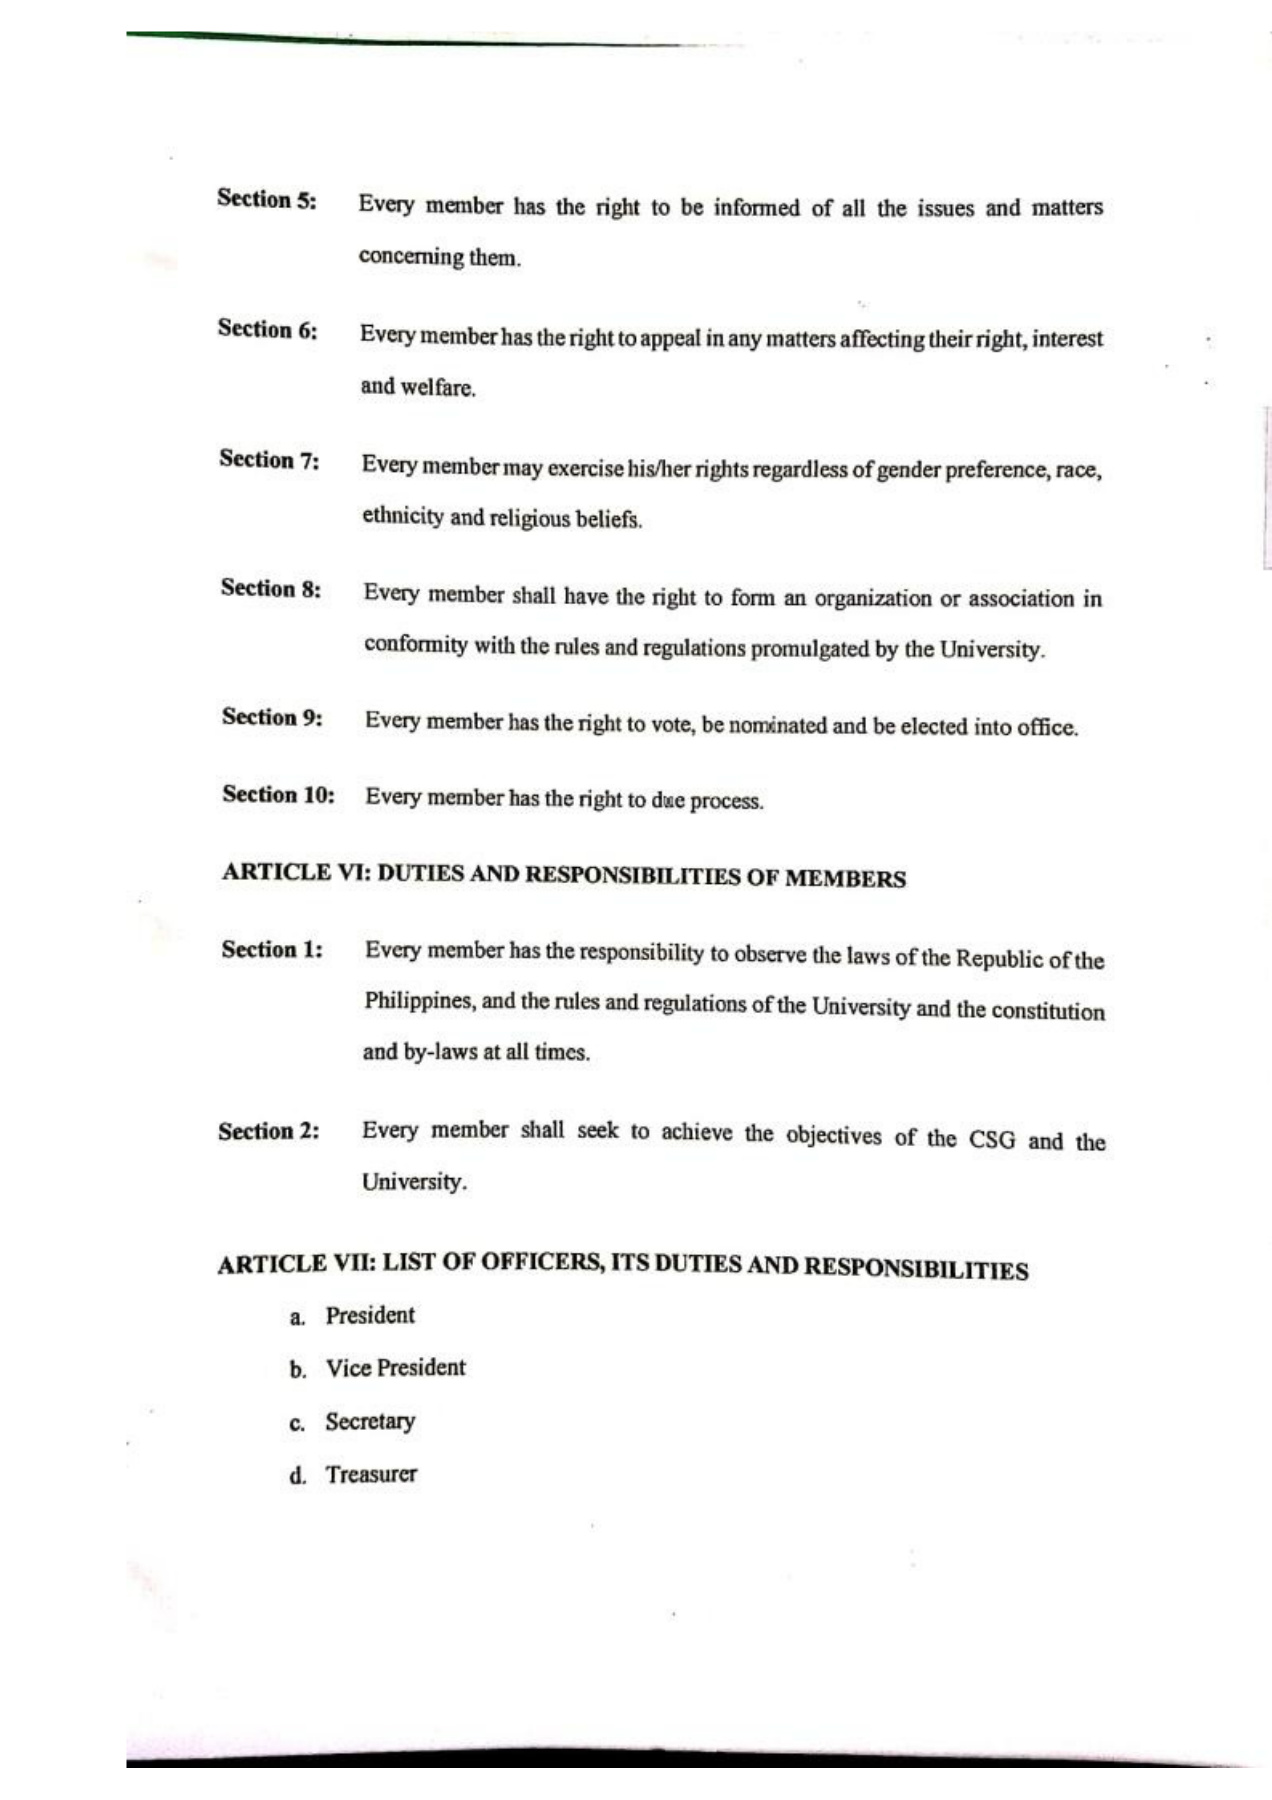 Section 5: Every member has the right to be informed of all the issues and matters
concerning them.
Section 6: Every member has the right to appeal in any matters affecting their right, interest
and welfare.
Section 7: Every member may exercise his/her rights regardless of gender preference, race,
ethnicity and religious beliefs.
Section 8: Every member shall have the right to form an organization or association in
conformity with the rules and regulations promulgated by the University.
Section 9: Every member has the right to vote, be nominated and be elected into office.
Section 10: Every member has the right to due process.
ARTICLE VI: DUTIES AND RESPONSIBILITIES OF MEMBERS
Section 1: Every member has the responsibility to observe the laws of the Republic of the
Philippines, and the rules and regulations of the University and the constitution
and by-laws at all times.
Section 2: Every member shall seek to achieve the objectives of the CSG and the
University.
ARTICLE VII: LIST OF OFFICERS, ITS DUTIES AND RESPONSIBILITIES
a. President
b. Vice President
c. Secretary
d. Treasurer